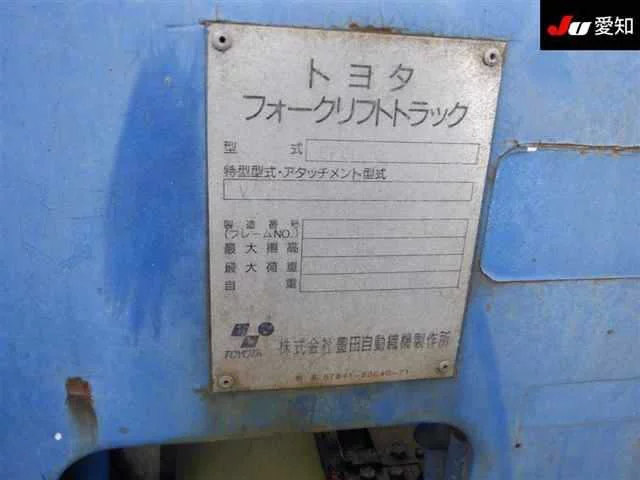 JU 愛知
トヨタ
フォークリフトトラック
型 式
特型型式・アタッチメント型式
V
製造番号
(フレームNO.)
最大揚高
最大荷重
自 重
TOYOTA 株式会社豊田自動織機製作所